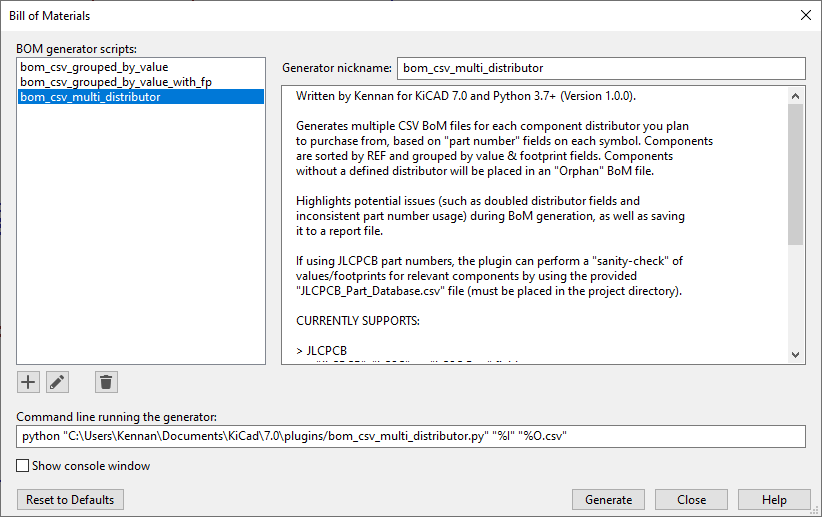 Bill of Materials
BOM generator scripts:
bom_csv_grouped_by_value
bom_csv_grouped_by_value_with_fp
bom_csv_multi_distributor
Generator nickname: bom_csv_multi_distributor
Written by Kennan for KiCAD 7.0 and Python 3.7+ (Version 1.0.0).
Generates multiple CSV BoM files for each component distributor you plan
to purchase from, based on "part number" fields on each symbol. Components
are sorted by REF and grouped by value & footprint fields. Components
without a defined distributor will be placed in an "Orphan" BoM file.
Highlights potential issues (such as doubled distributor fields and
inconsistent part number usage) during BoM generation, as well as saving
it to a report file.
If using JLCPCB part numbers, the plugin can perform a "sanity-check" of
values/footprints for relevant components by using the provided
"JLCPCB_Part_Database.csv" file (must be placed in the project directory).
CURRENTLY SUPPORTS:
> JLCPCB
Command line running the generator:
python "C:\Users\Kennan\Documents\KiCad\7.0\plugins/bom_csv_multi_distributor.py" "%I" "%O.csv"
Show console window
Reset to Defaults
Generate
Close
Help